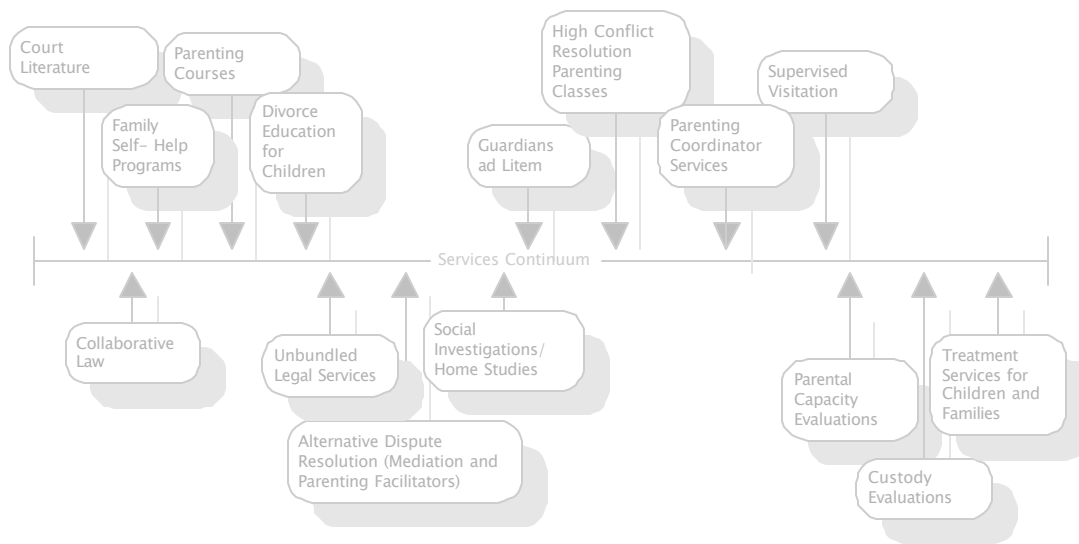 Court
Literature
Parenting
Courses
Family
Self- Help
Programs
Divorce
Education
for
Children
Guardians
ad Litem
High Conflict
Resolution
Parenting
Classes
Parenting
Coordinator
Services
Supervised
Visitation
Services Continuum
Collaborative
Law
Unbundled
Legal Services
Alternative Dispute
Resolution (Mediation and
Parenting Facilitators)
Social
Investigations/
Home Studies
Parental
Capacity
Evaluations
Custody
Evaluations
Treatment
Services for
Children and
Families